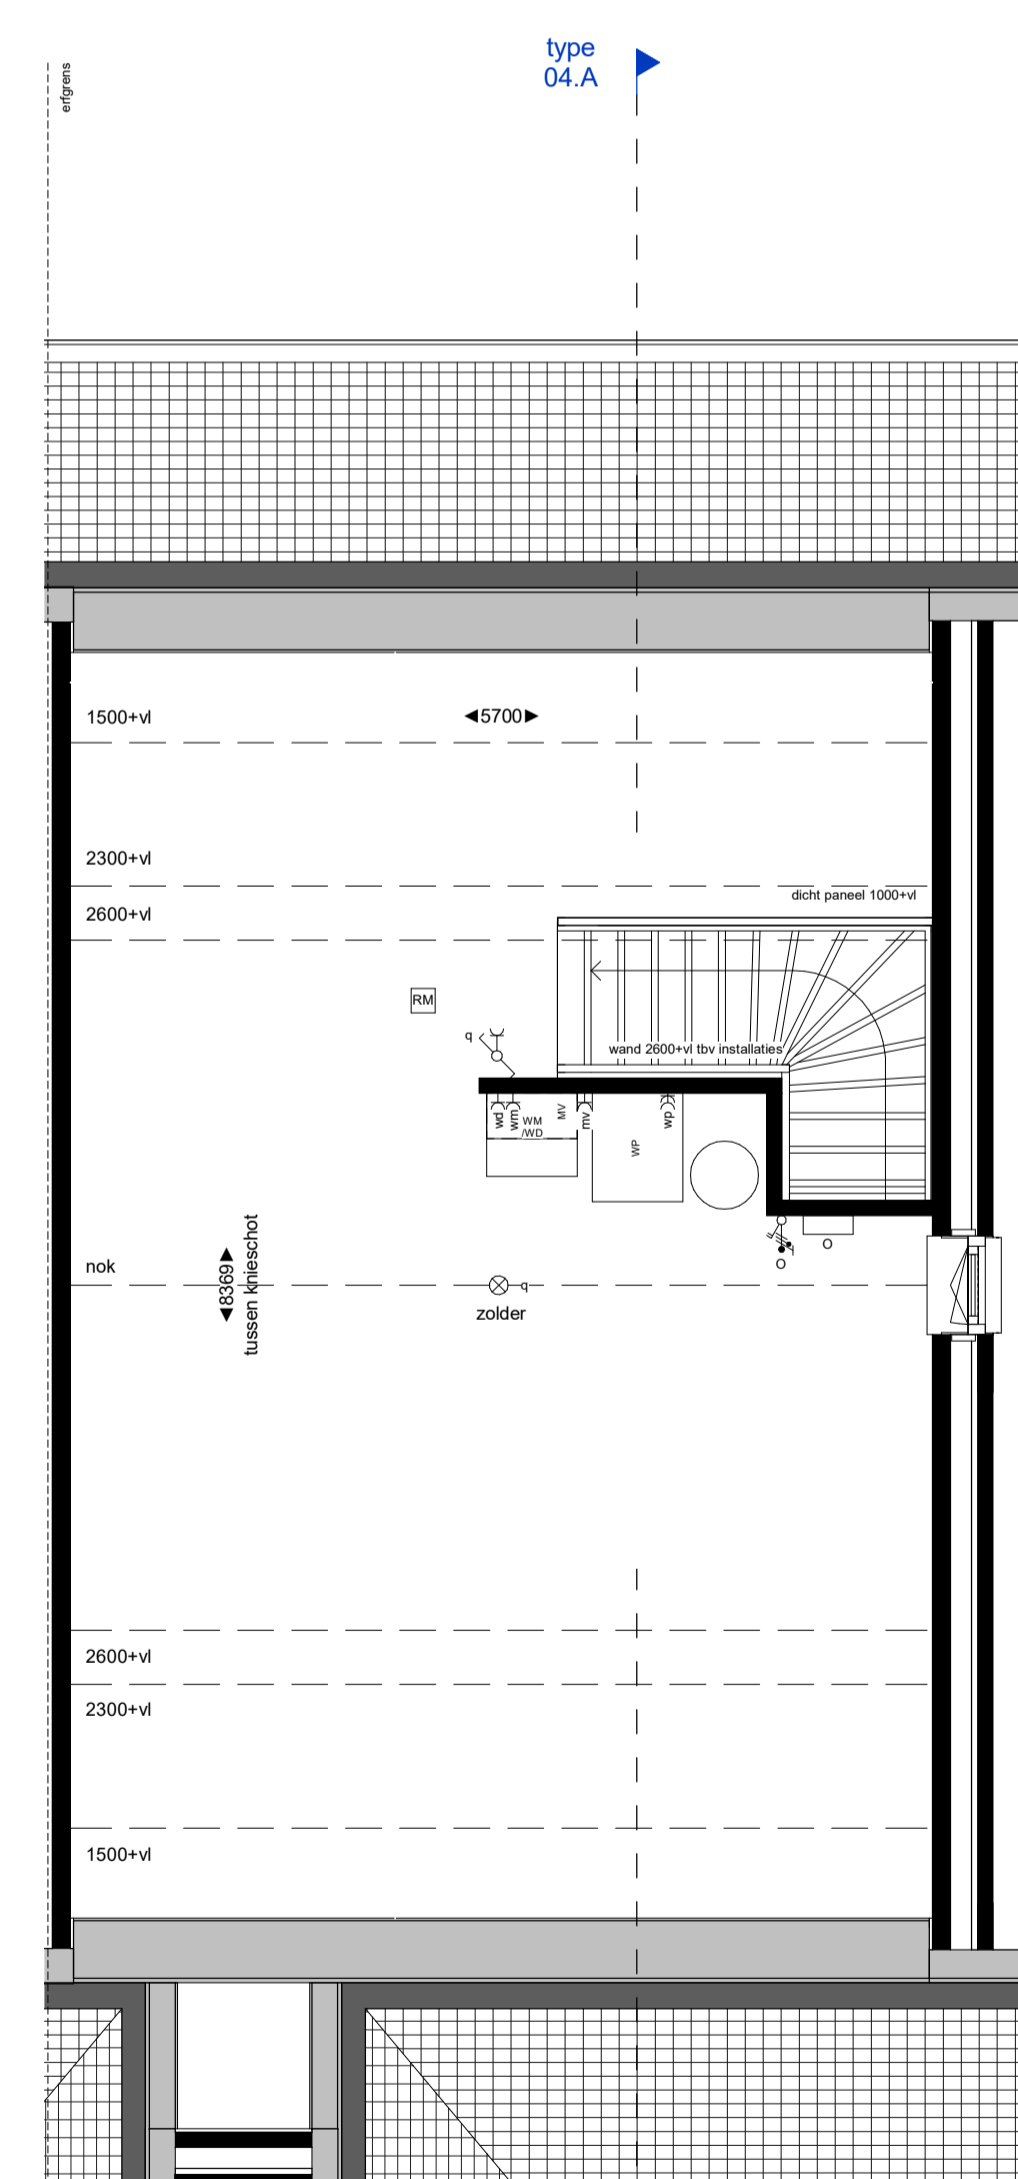 type
04.A
erfgrens
1500+vl
5700
2300+vl
dicht paneel 1000+vl
2600+vl
RM
q
wand 2600+vl tbv installaties
wd
wm
WM
/WD
MV
mv
WP
wp
O
O
nok
8369
tussen knieschot
q
zolder
2600+vl
2300+vl
1500+vl